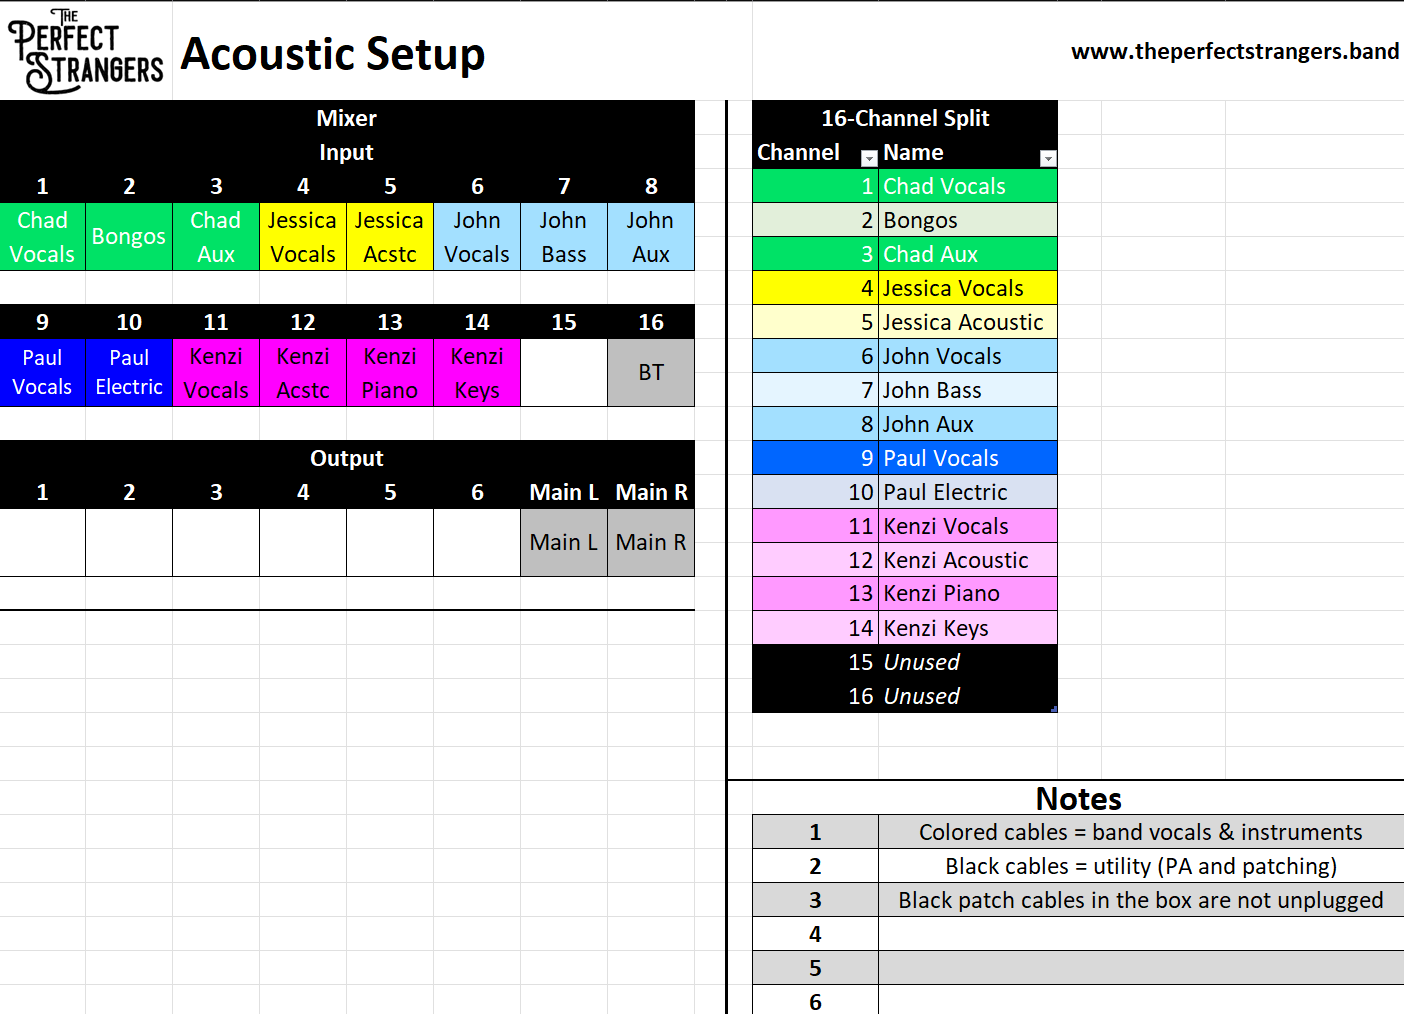 THE
PERFECT
STRANGERS
Acoustic Setup
www.theperfectstrangers.band
Mixer
Input
1 2 3 4 5 6 7 8
Chad Vocals Bongos Chad Aux Jessica Vocals Jessica Acstc John Vocals John Bass John Aux
9 10 11 12 13 14 15 16
Paul Vocals Paul Electric Kenzi Vocals Kenzi Acstc Kenzi Piano Kenzi Keys BT
Output
1 2 3 4 5 6 Main L Main R
Main L Main R
16-Channel Split
Channel Name
1 Chad Vocals
2 Bongos
3 Chad Aux
4 Jessica Vocals
5 Jessica Acoustic
6 John Vocals
7 John Bass
8 John Aux
9 Paul Vocals
10 Paul Electric
11 Kenzi Vocals
12 Kenzi Acoustic
13 Kenzi Piano
14 Kenzi Keys
15 Unused
16 Unused
Notes
1 Colored cables = band vocals & instruments
2 Black cables = utility (PA and patching)
3 Black patch cables in the box are not unplugged
4
5
6